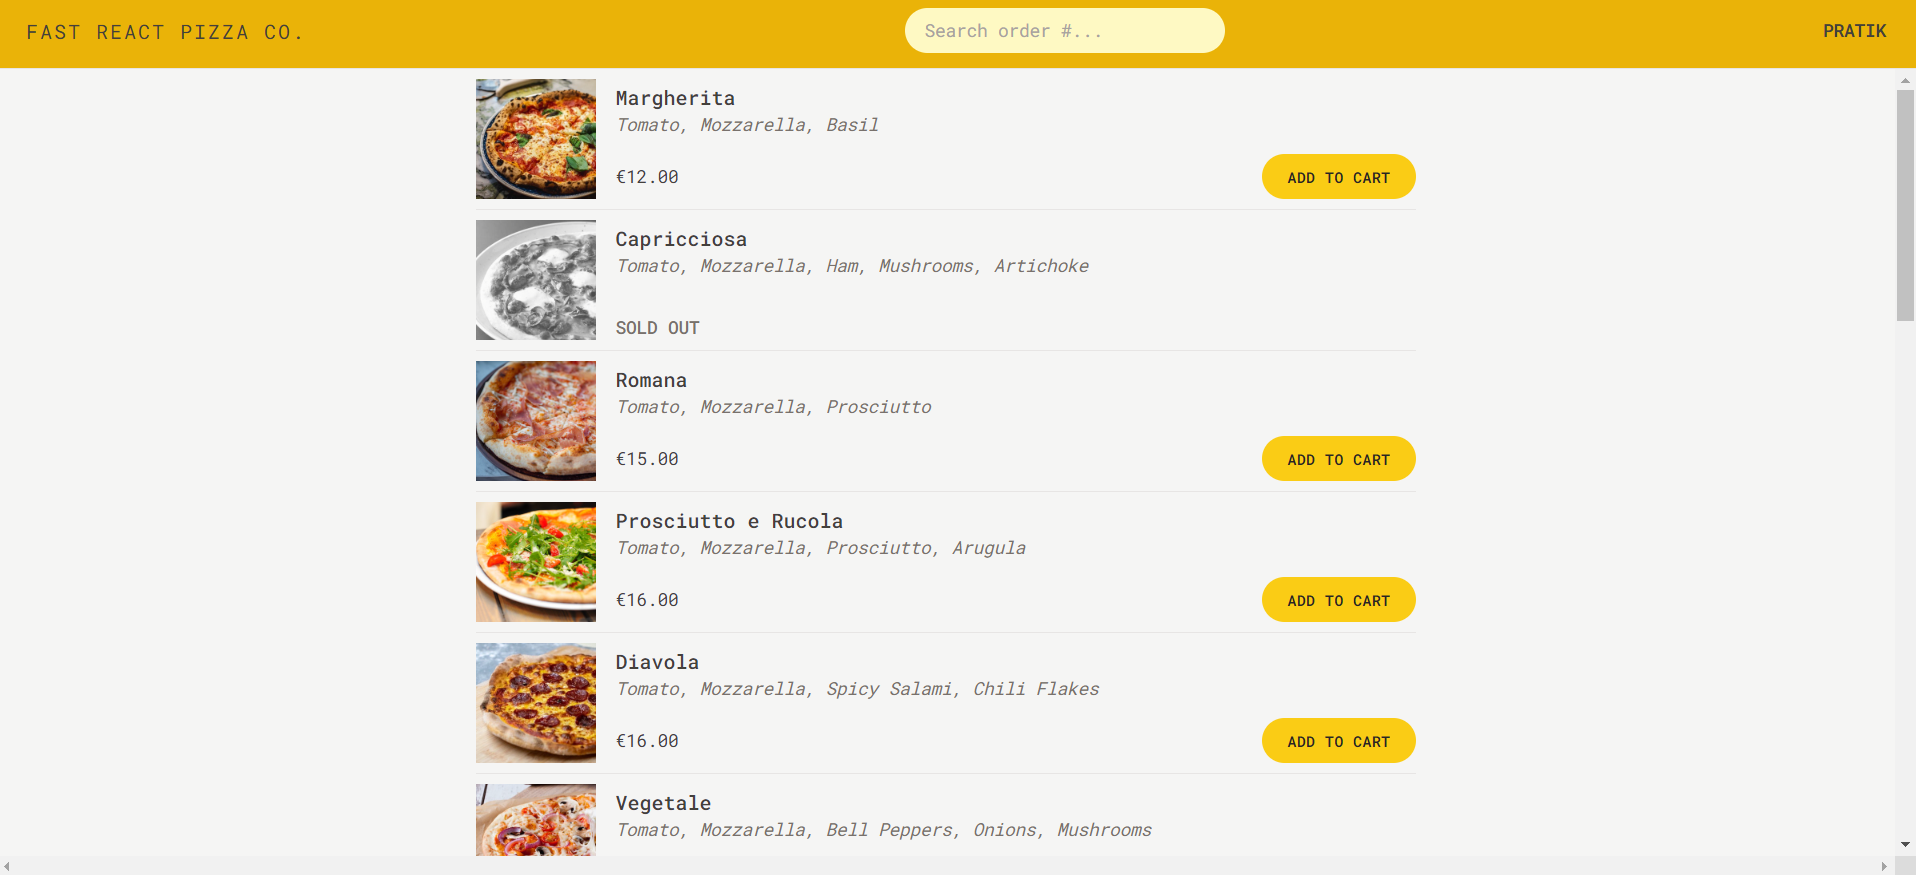 FAST REACT PIZZA CO.
Search order #...
PRATIK
Margherita
Tomato, Mozzarella, Basil
€12.00
ADD TO CART
Capricciosa
Tomato, Mozzarella, Ham, Mushrooms, Artichoke
SOLD OUT
Romana
Tomato, Mozzarella, Prosciutto
€15.00
ADD TO CART
Prosciutto e Rucola
Tomato, Mozzarella, Prosciutto, Arugula
€16.00
ADD TO CART
Diavola
Tomato, Mozzarella, Spicy Salami, Chili Flakes
€16.00
ADD TO CART
Vegetale
Tomato, Mozzarella, Bell Peppers, Onions, Mushrooms